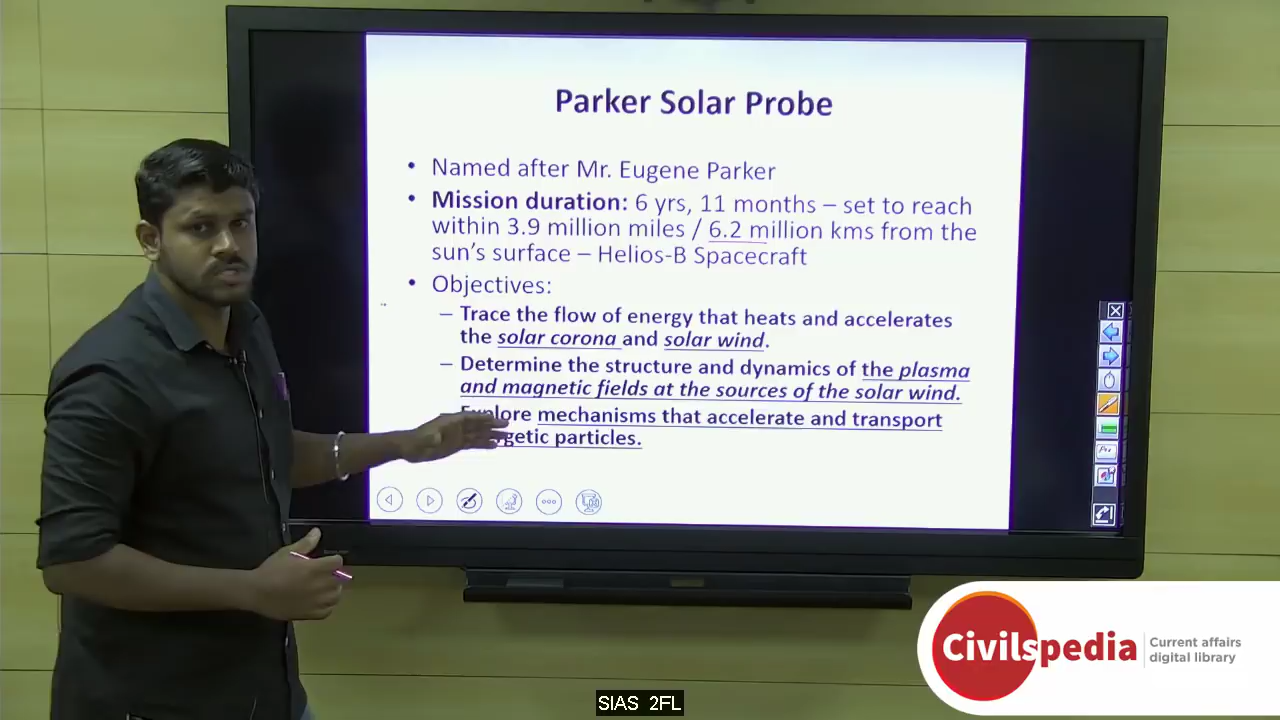 Parker Solar Probe
• Named after Mr. Eugene Parker
• Mission duration: 6 yrs, 11 months – set to reach
within 3.9 million miles / 6.2 million kms from the
sun's surface – Helios-B Spacecraft
• Objectives:
– Trace the flow of energy that heats and accelerates
the solar corona and solar wind.
– Determine the structure and dynamics of the plasma
and magnetic fields at the sources of the solar wind.
– Explore mechanisms that accelerate and transport
particles.
Civilspedia
Current affairs
digital library
SIAS 2FL